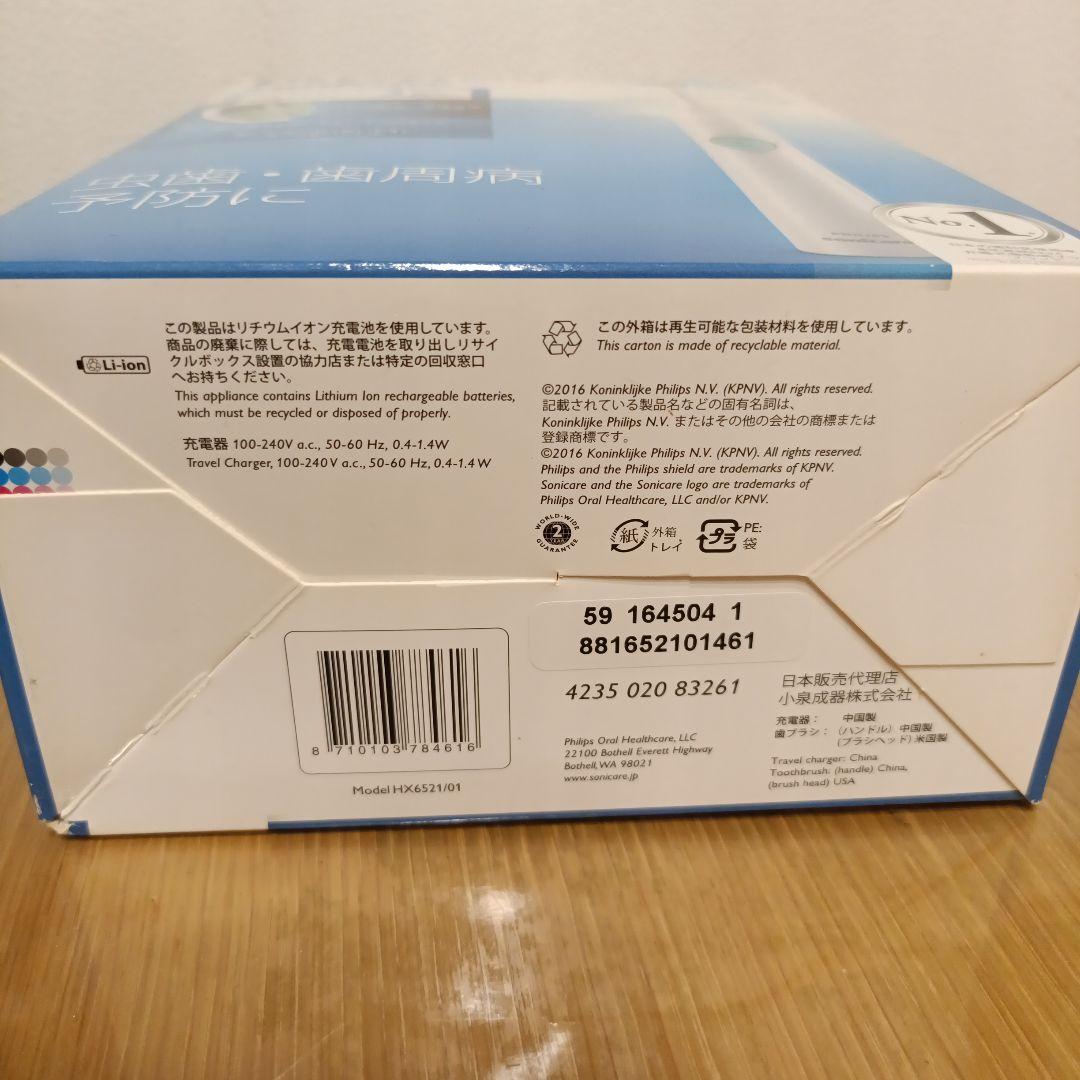 虫歯・歯周病
予防に
No.1
Li-ion
この製品はリチウムイオン充電池を使用しています。
商品の廃棄に際しては、充電電池を取り出しリサイ
クルボックス設置の協力店または特定の回収窓口
へお持ちください。
This appliance contains Lithium Ion rechargeable batteries,
which must be recycled or disposed of properly.
充電器 100-240V a.c., 50-60 Hz, 0.4-1.4W
Travel Charger, 100-240V a.c., 50-60 Hz, 0.4-1.4 W
この外箱は再生可能な包装材料を使用しています。
This carton is made of recyclable material.
©2016 Koninklijke Philips N.V. (KPNV). All rights reserved.
記載されている製品名などの固有名詞は、
Koninklijke Philips N.V. またはその他の会社の商標または
登録商標です。
©2016 Koninklijke Philips N.V. (KPNV). All rights reserved.
Philips and the Philips shield are trademarks of KPNV.
Sonicare and the Sonicare logo are trademarks of
Philips Oral Healthcare, LLC and/or KPNV.
WORLD-WIDE
2
GUARANTEE
紙
外箱
トレイ
プラ
PE:
袋
59 164504 1
881652101461
4235 020 83261
8 710103 784616
Model HX6521/01
Philips Oral Healthcare, LLC
22100 Bothell Everett Highway
Bothell, WA 98021
www.sonicare.jp
日本販売代理店
小泉成器株式会社
充電器： 中国製
歯ブラシ：（ハンドル）中国製
（ブラシヘッド）米国製
Travel charger: China
Toothbrush: (handle) China,
(brush head) USA